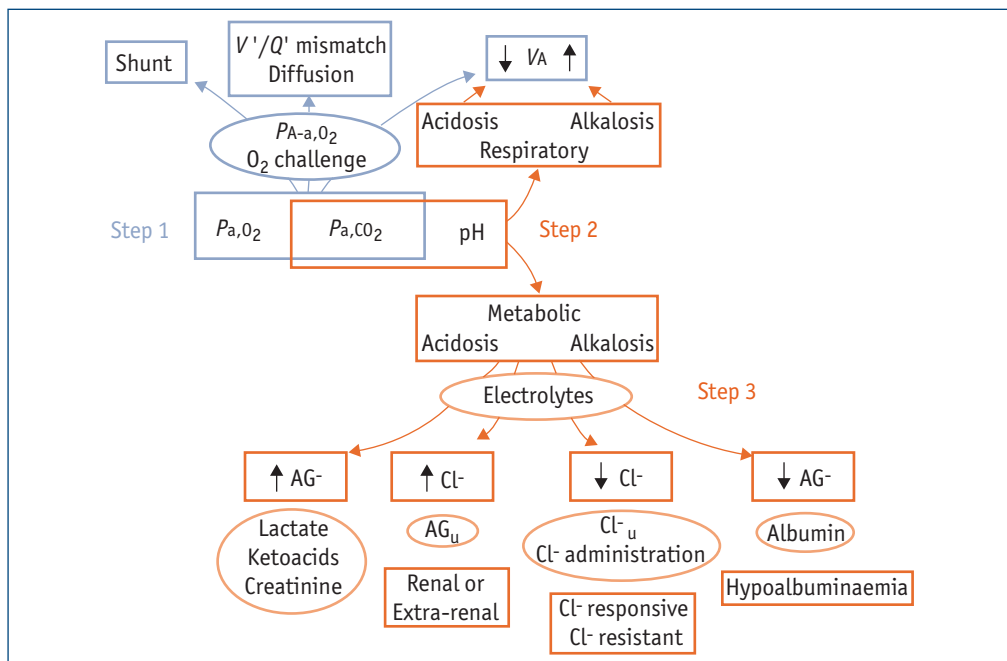 Shunt
V'/Q' mismatch
Diffusion
↓ VA ↑
PA-a,O₂
O₂ challenge
Acidosis Alkalosis
Respiratory
Step 1
Pa,O₂
Pa,CO₂
pH
Step 2
Metabolic
Acidosis Alkalosis
Electrolytes
Step 3
↑ AG-
↑ Cl-
↓ Cl-
↓ AG-
Lactate
Ketoacids
Creatinine
AGu
Renal or
Extra-renal
Cl-u
Cl- administration
Cl- responsive
Cl- resistant
Albumin
Hypoalbuminaemia